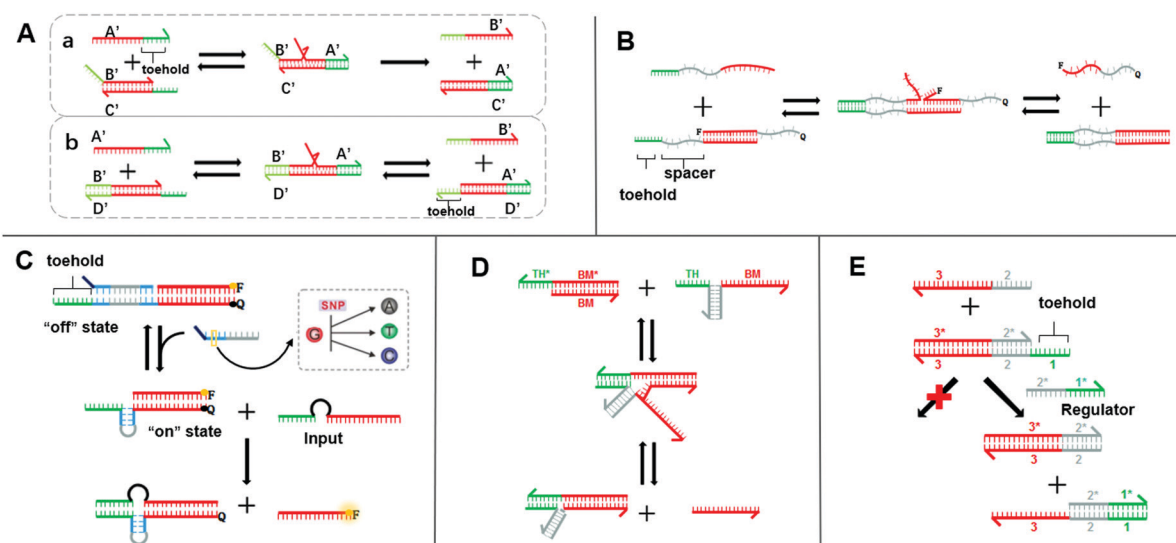 A
a
A'
toehold
B'
C'
B'
A'
C'
B'
A'
C'
b
A'
B'
D'
B'
A'
D'
B'
A'
toehold
D'
B
F
Q
toehold
spacer
F
F
Q
Q
C
toehold
F
Q
"off" state
SNP
G
A
T
C
F
Q
"on" state
Input
Q
F
D
TH*
BM*
BM
TH
BM
E
3
2
toehold
3*
2*
3
2
1
2*
1*
Regulator
3*
2*
3
2
2*
1*
3
2
1